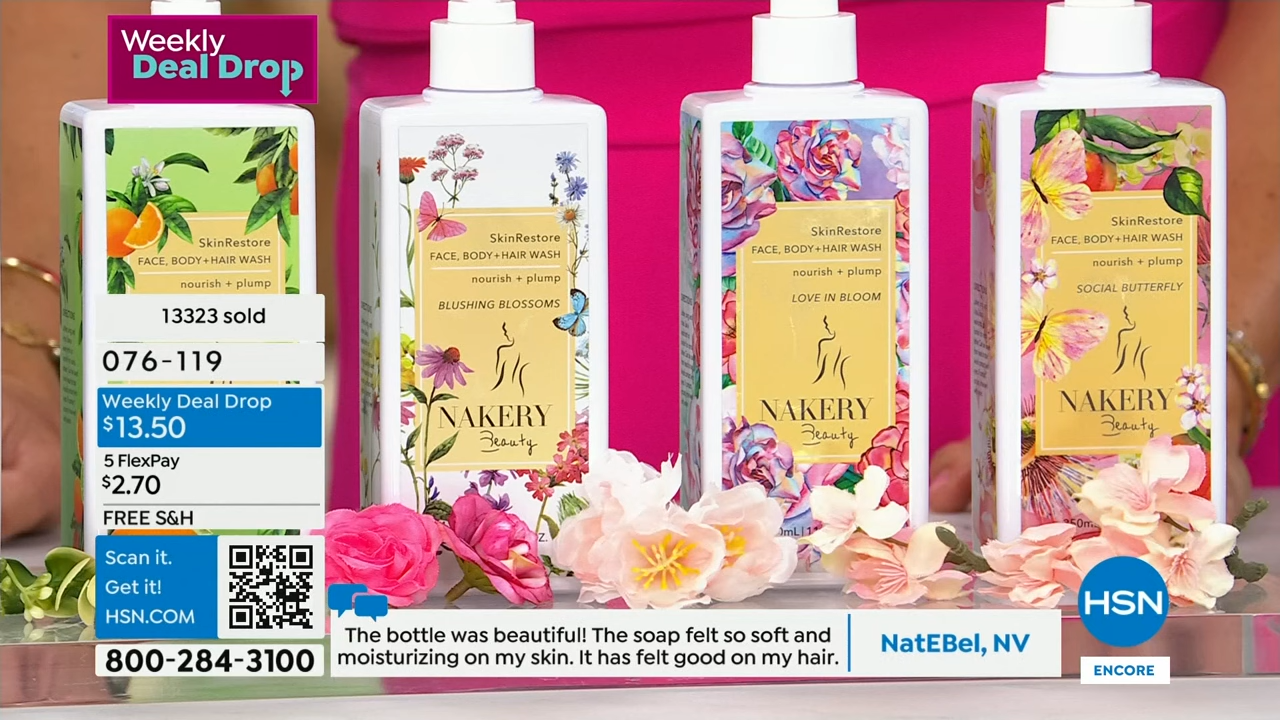 Weekly
Deal Drop
SkinRestore
FACE, BODY+HAIR WASH
nourish + plump
SkinRestore
FACE, BODY+HAIR WASH
nourish + plump
BLUSHING BLOSSOMS
NAKERY
Beauty
SkinRestore
FACE, BODY+HAIR WASH
nourish + plump
LOVE IN BLOOM
NAKERY
Beauty
SkinRestore
FACE, BODY+HAIR WASH
nourish + plump
SOCIAL BUTTERFLY
NAKERY
Beauty
13323 sold
076-119
Weekly Deal Drop
$13.50
5 FlexPay
$2.70
FREE S&H
Scan it.
Get it!
HSN.COM
800-284-3100
The bottle was beautiful! The soap felt so soft and
moisturizing on my skin. It has felt good on my hair.
NatEBel, NV
HSN
ENCORE